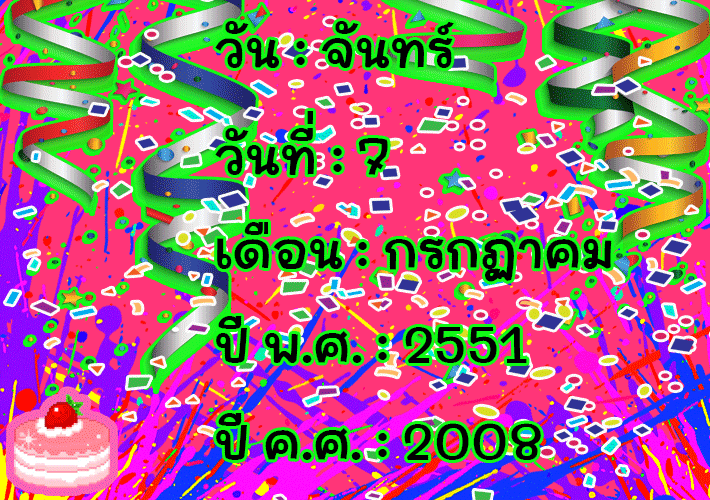 วัน : จันทร์
วันที่ : 7
เดือน : กรกฎาคม
ปี พ.ศ. : 2551
ปี ค.ศ. : 2008